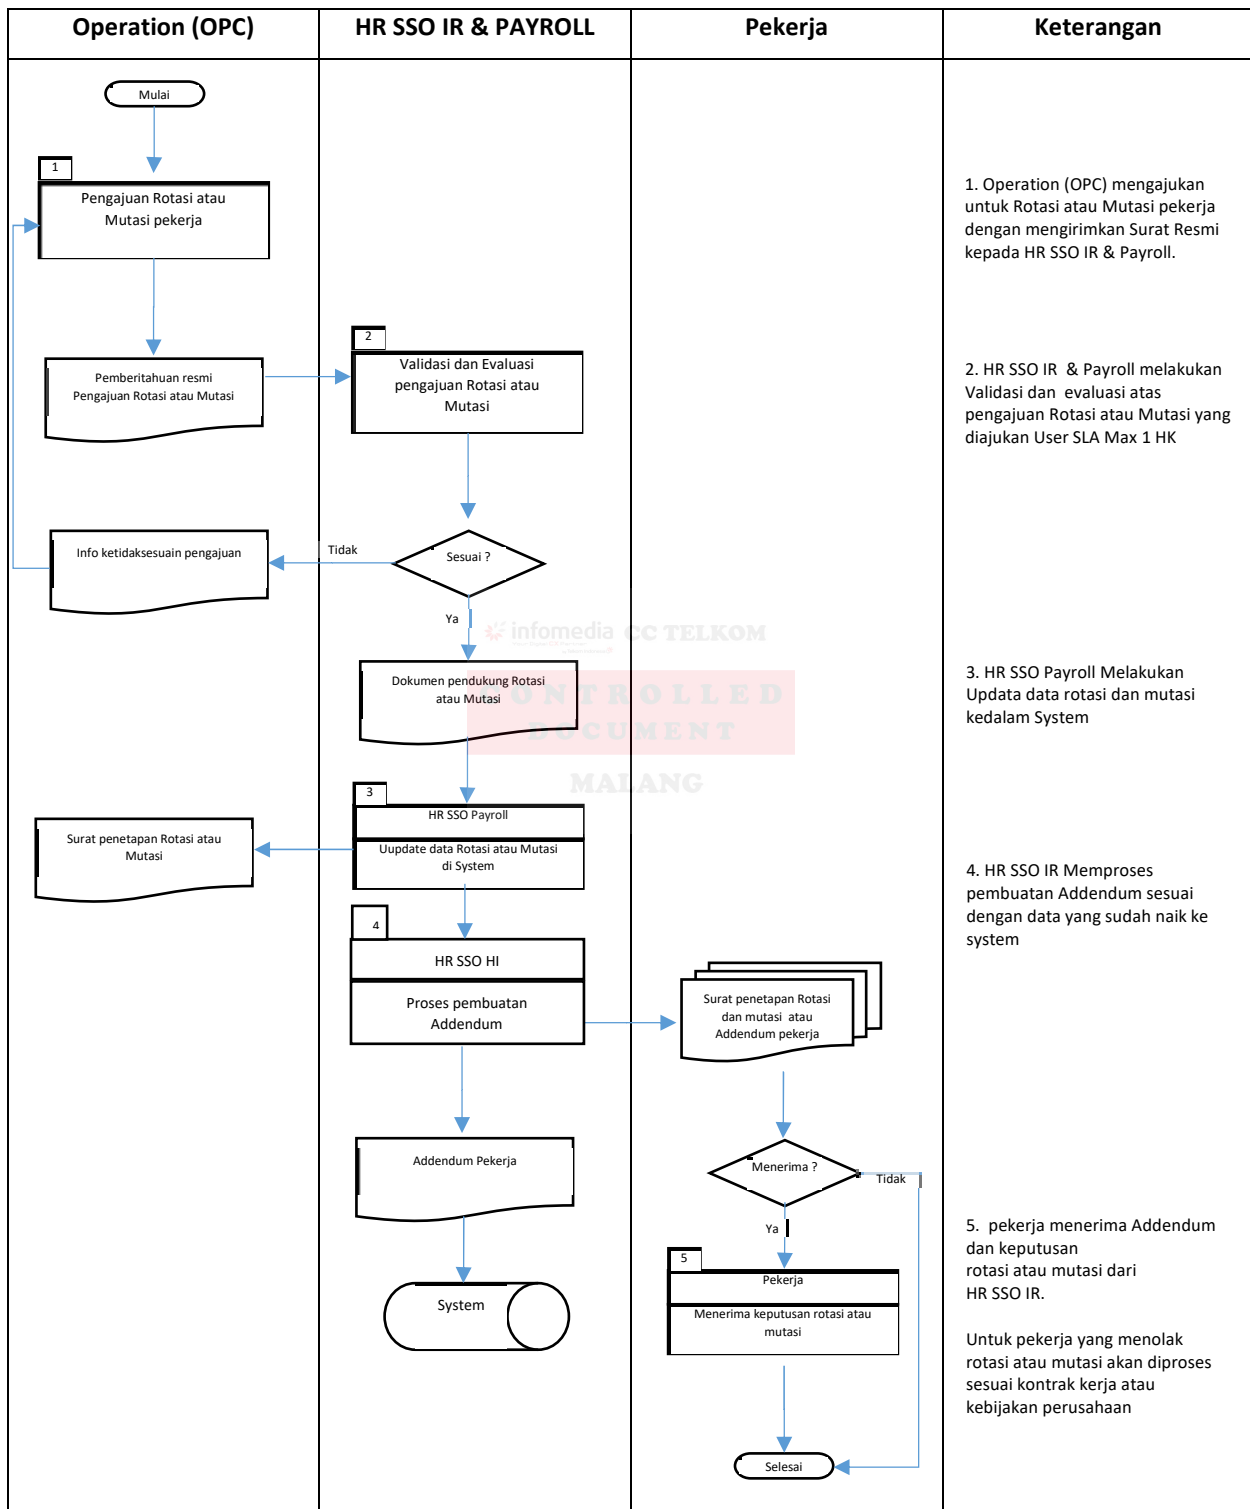 Operation (OPC)
HR SSO IR & PAYROLL
Pekerja
Keterangan
Mulai
1
Pengajuan Rotasi atau
Mutasi pekerja
1. Operation (OPC) mengajukan
untuk Rotasi atau Mutasi pekerja
dengan mengirimkan Surat Resmi
kepada HR SSO IR & Payroll.
Pemberitahuan resmi
Pengajuan Rotasi atau Mutasi
2
Validasi dan Evaluasi
pengajuan Rotasi atau
Mutasi
2. HR SSO IR & Payroll melakukan
Validasi dan evaluasi atas
pengajuan Rotasi atau Mutasi yang
diajukan User SLA Max 1 HK
Info ketidaksesuain pengajuan
Tidak
Sesuai ?
Ya
infomedia CC TELKOM
CONTROLLED
DOCUMENT
MALANG
Dokumen pendukung Rotasi
atau Mutasi
3. HR SSO Payroll Melakukan
Updata data rotasi dan mutasi
kedalam System
3
HR SSO Payroll
Uupdate data Rotasi atau Mutasi
di System
Surat penetapan Rotasi atau
Mutasi
4. HR SSO IR Memproses
pembuatan Addendum sesuai
dengan data yang sudah naik ke
system
4
HR SSO HI
Proses pembuatan
Addendum
Surat penetapan Rotasi
dan mutasi atau
Addendum pekerja
Addendum Pekerja
Menerima ?
Tidak
Ya
System
5
Pekerja
Menerima keputusan rotasi atau
mutasi
5. pekerja menerima Addendum
dan keputusan
rotasi atau mutasi dari
HR SSO IR.
Untuk pekerja yang menolak
rotasi atau mutasi akan diproses
sesuai kontrak kerja atau
kebijakan perusahaan
Selesai